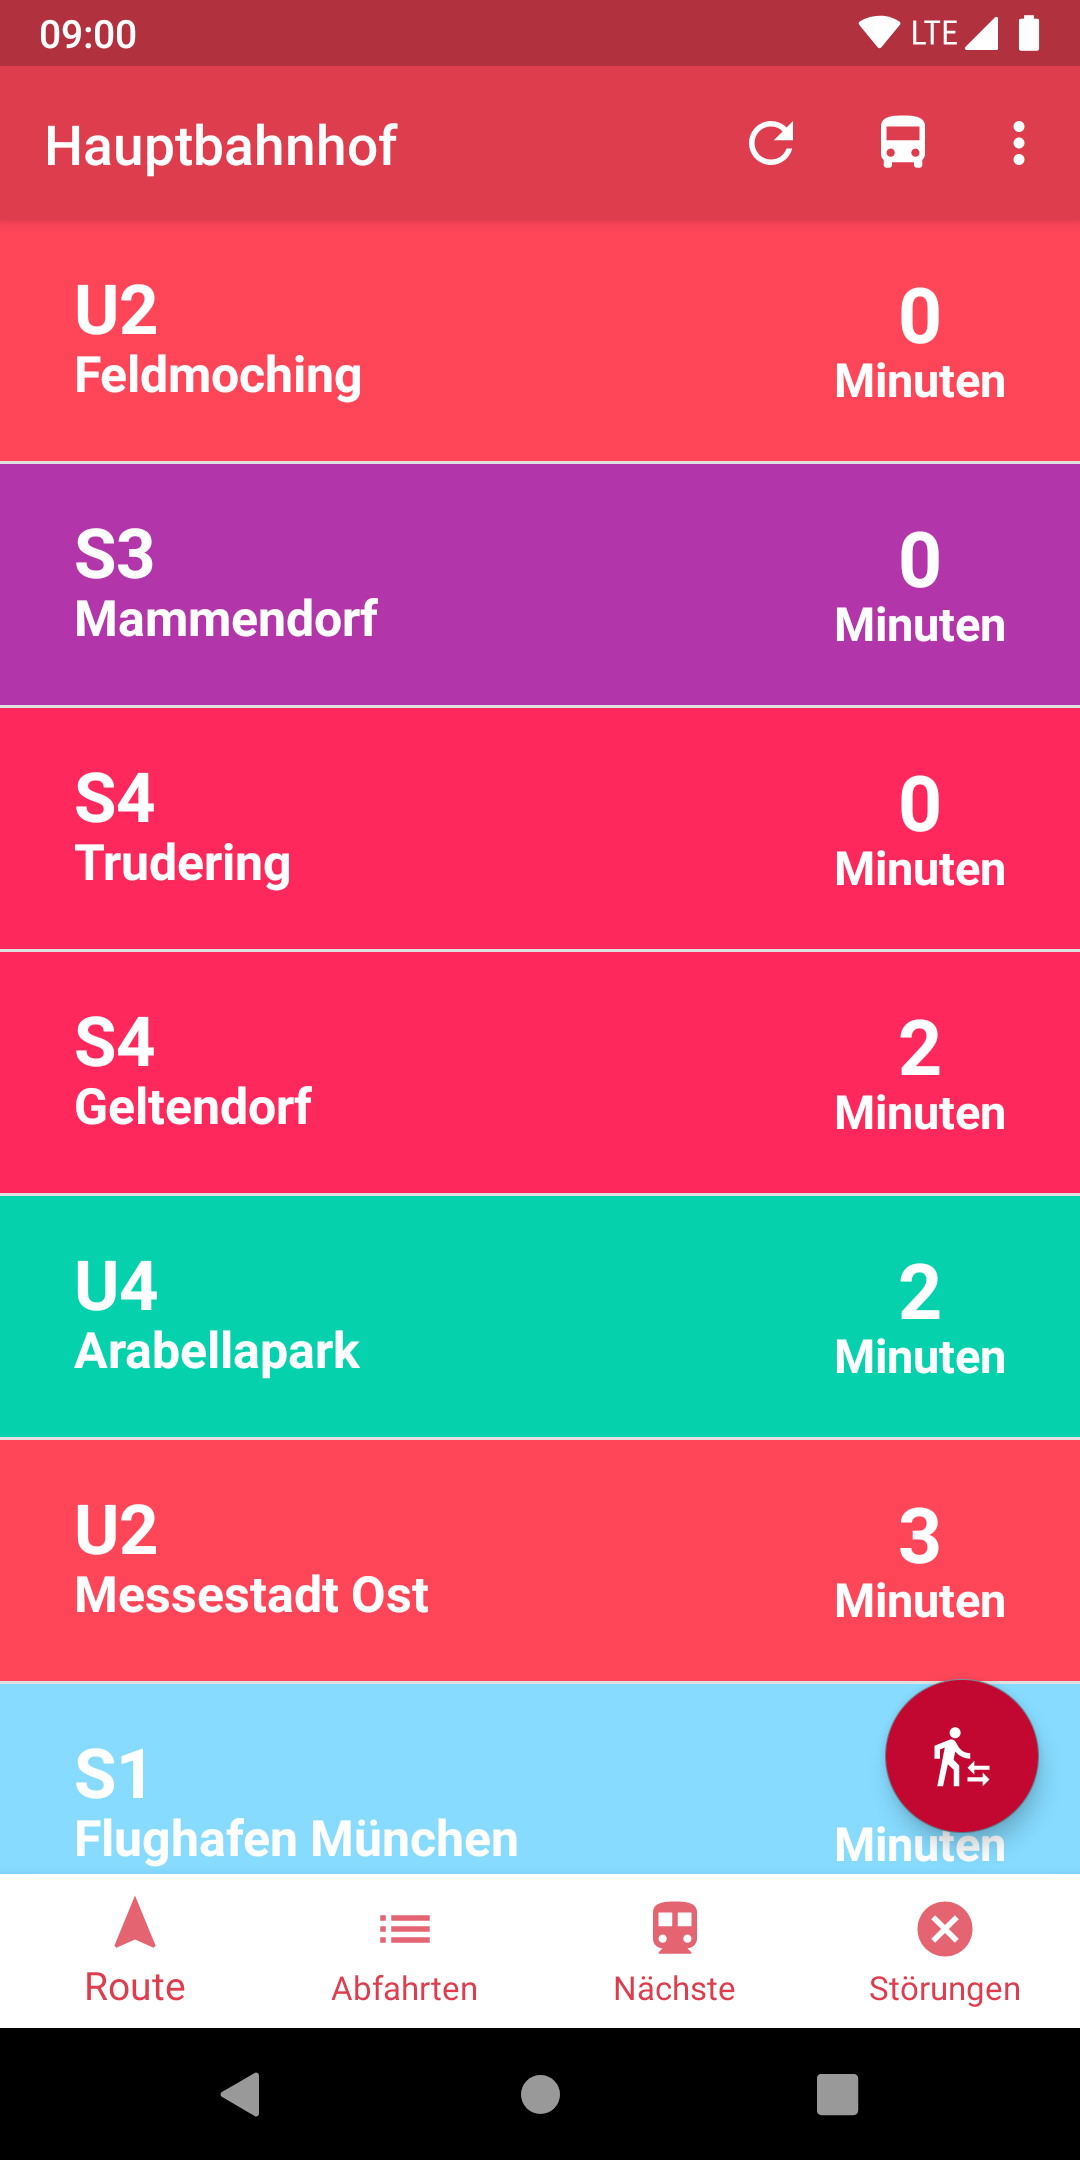 09:00 LTE
Hauptbahnhof
U2
Feldmoching
0
Minuten
S3
Mammendorf
0
Minuten
S4
Trudering
0
Minuten
S4
Geltendorf
2
Minuten
U4
Arabellapark
2
Minuten
U2
Messestadt Ost
3
Minuten
S1
Flughafen München
Minuten
Route Abfahrten Nächste Störungen